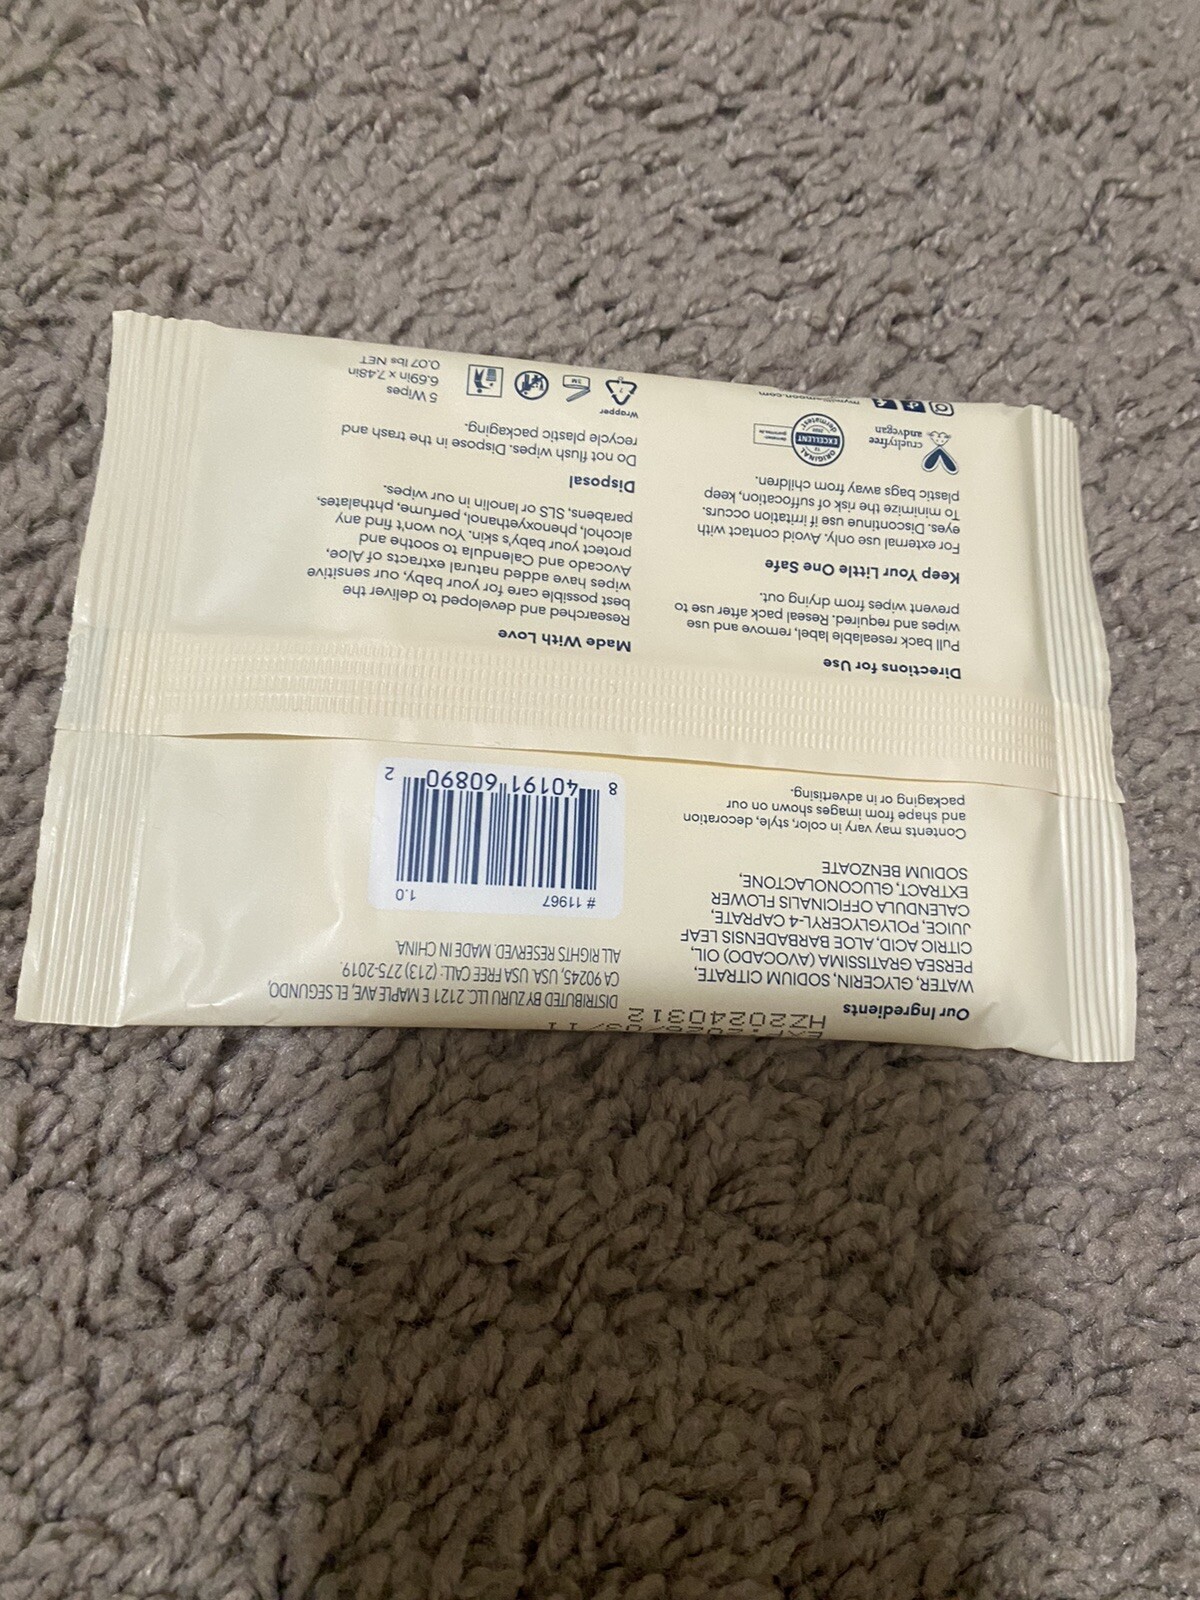 HZ20240312
Our Ingredients
WATER, GLYCERIN, SODIUM CITRATE,
PERSEA GRATISSIMA (AVOCADO) OIL,
CITRIC ACID, ALOE BARBADENSIS LEAF
JUICE, POLYGLYCERYL-4 CAPRATE,
CALENDULA OFFICINALIS FLOWER
EXTRACT, GLUCONOLACTONE,
SODIUM BENZOATE
Contents may vary in color, style, decoration
and shape from images shown on our
packaging or in advertising.
DISTRIBUTED BY ZURU LLC. 2121 E MAPLE AVE, EL SEGUNDO,
CA 90245, USA. USA FREE CALL: (213) 275-2019.
ALL RIGHTS RESERVED. MADE IN CHINA.
# 11967 1.0
8 40191 60890 2
Directions for Use
Pull back resealable label, remove and use
wipes and required. Reseal pack after use to
prevent wipes from drying out.
Keep Your Little One Safe
For external use only. Avoid contact with
eyes. Discontinue use if irritation occurs.
To minimize the risk of suffocation, keep
plastic bags away from children.
crueltyfree
andvegan
ORIGINAL
EXCELLENT
dermatest
mymilliemoon.com
Made With Love
Researched and developed to deliver the
best possible care for your baby, our sensitive
wipes have added natural extracts of Aloe,
Avocado and Calendula to soothe and
protect your baby's skin. You won't find any
alcohol, phenoxyethanol, perfume, phthalates,
parabens, SLS or lanolin in our wipes.
Disposal
Do not flush wipes. Dispose in the trash and
recycle plastic packaging.
Wrapper
7
5 Wipes
6.69in x 7.48in
0.07 lbs NET